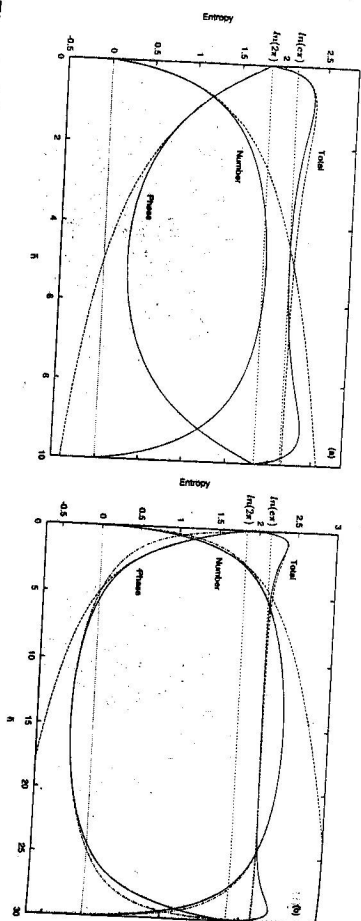 Entropy
-0.5
0
0.5
1
1.5
ln(2π)
2
ln(eπ)
2.5
Total
Number
Phase
(a)
0
2
4
6
8
10
n̄
Entropy
-0.5
0
0.5
1
1.5
ln(2π)
2
ln(eπ)
2.5
3
Total
Number
Phase
(b)
0
5
10
15
20
25
30
n̄